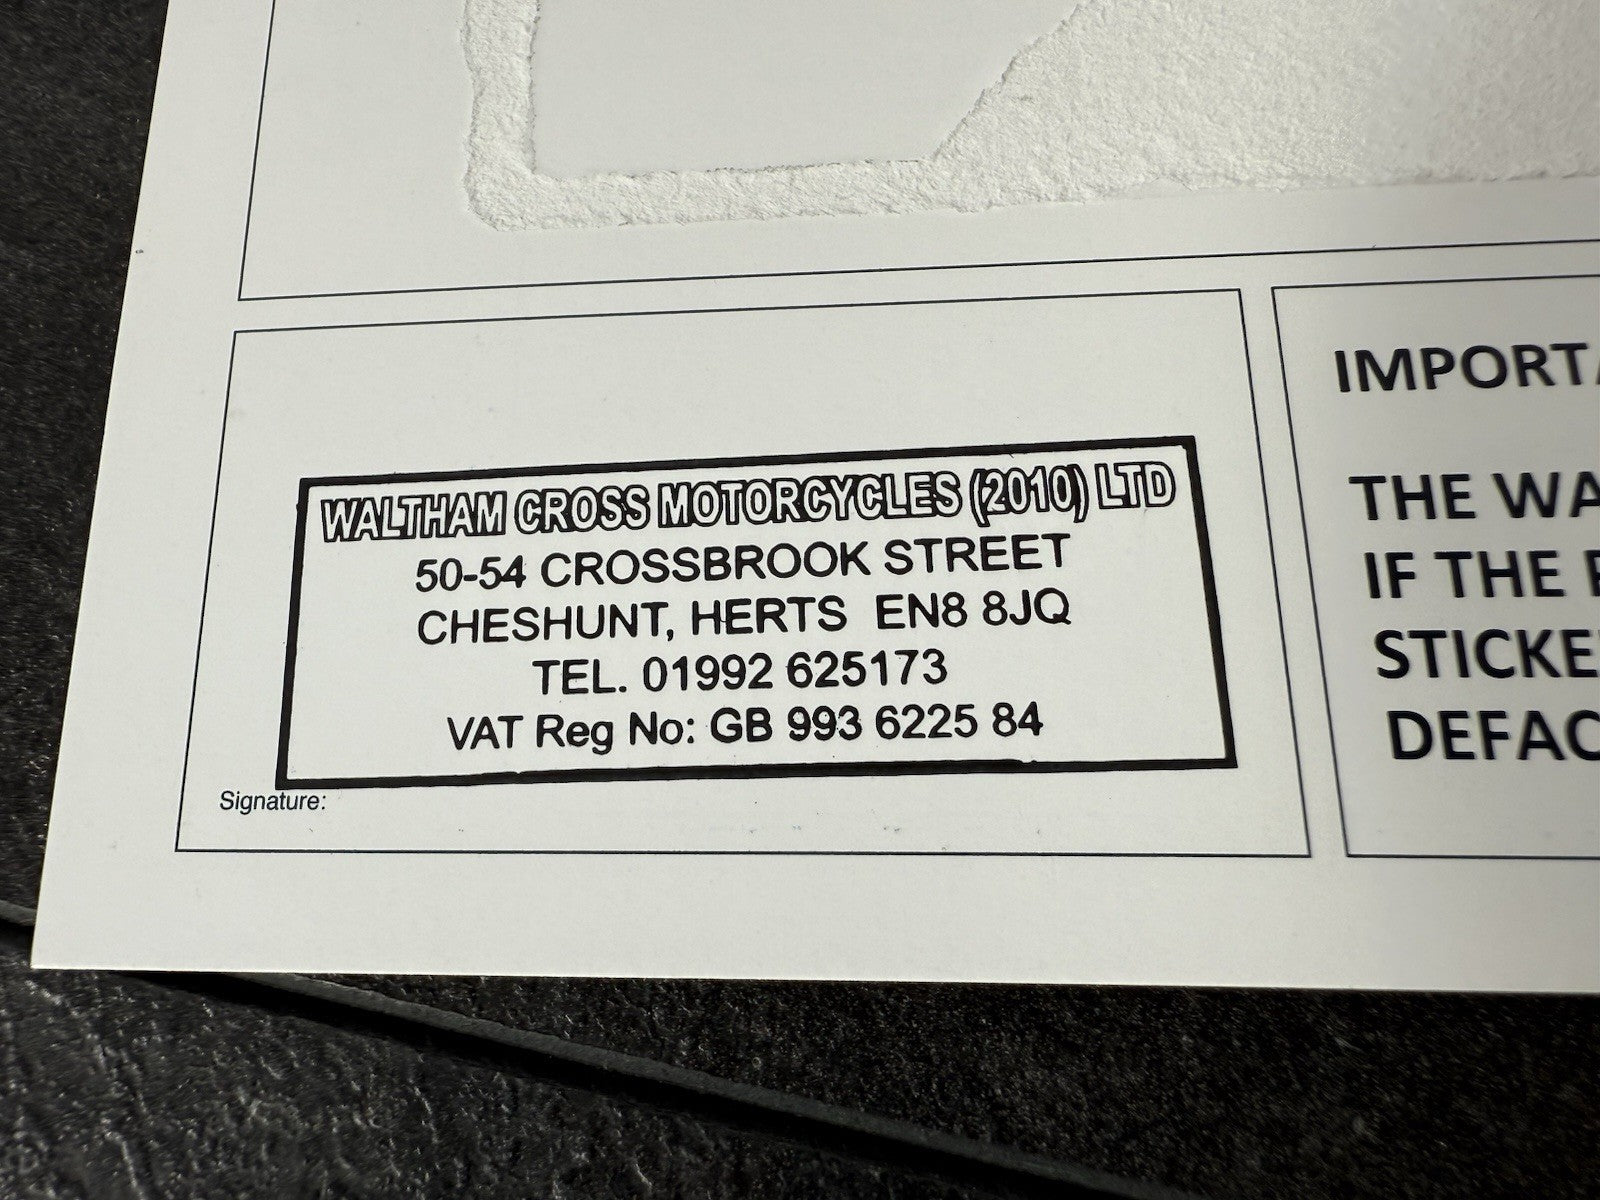 WALTHAM CROSS MOTORCYCLES (2010) LTD
50-54 CROSSBROOK STREET
CHESHUNT, HERTS EN8 8JQ
TEL. 01992 625173
VAT Reg No: GB 993 6225 84
Signature:
IMPORT
THE WA
IF THE
STICKE
DEFAC